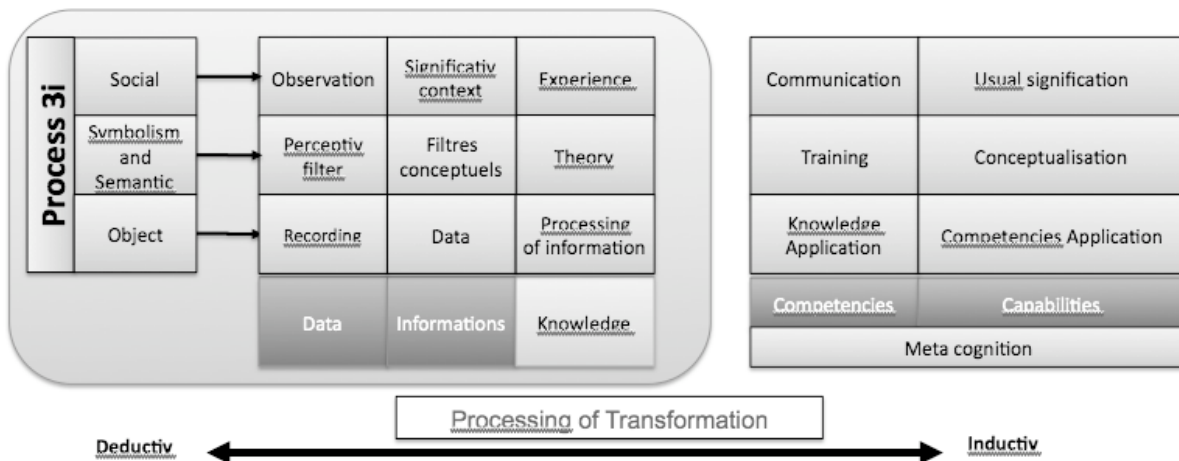 Process 3i
Social
Observation
Significativ
context
Experience
Communication
Usual signification
Symbolism
and
Semantic
Perceptiv
filter
Filtres
conceptuels
Theory
Training
Conceptualisation
Object
Recording
Data
Processing
of information
Knowledge
Application
Competencies Application
Data
Informations
Knowledge
Competencies
Capabilities
Meta cognition
Processing of Transformation
Deductiv
Inductiv